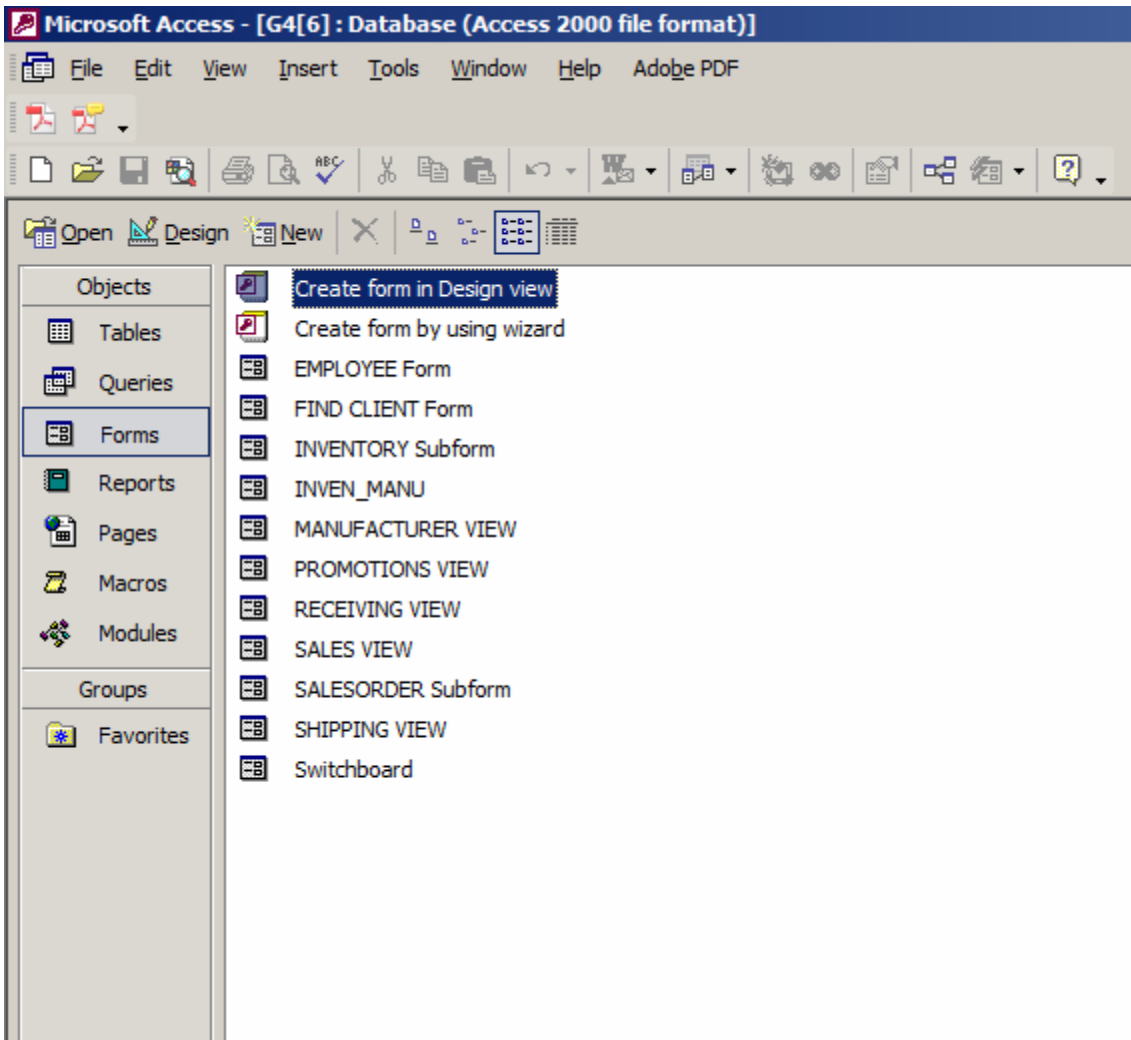 Microsoft Access - [G4[6] : Database (Access 2000 file format)]
File Edit View Insert Tools Window Help Adobe PDF
Open Design New
Objects
Tables
Queries
Forms
Reports
Pages
Macros
Modules
Groups
Favorites
Create form in Design view
Create form by using wizard
EMPLOYEE Form
FIND CLIENT Form
INVENTORY Subform
INVEN_MANU
MANUFACTURER VIEW
PROMOTIONS VIEW
RECEIVING VIEW
SALES VIEW
SALESORDER Subform
SHIPPING VIEW
Switchboard